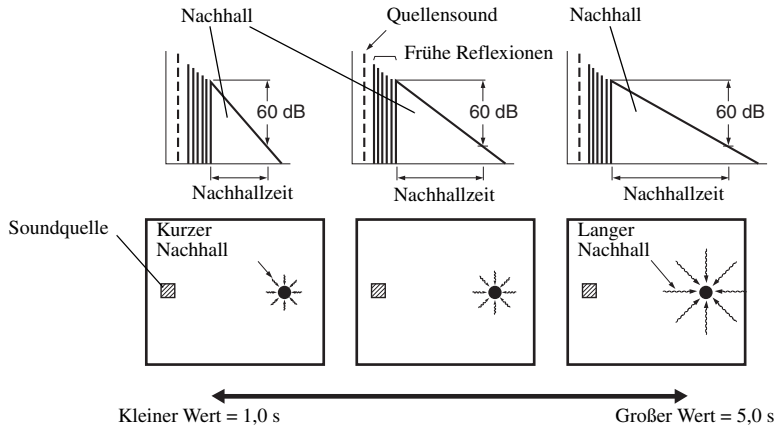 Nachhall
Quellensound
Nachhall
Frühe Reflexionen
60 dB
60 dB
60 dB
Nachhallzeit
Nachhallzeit
Nachhallzeit
Soundquelle
Kurzer
Nachhall
Langer
Nachhall
Kleiner Wert = 1,0 s
Großer Wert = 5,0 s